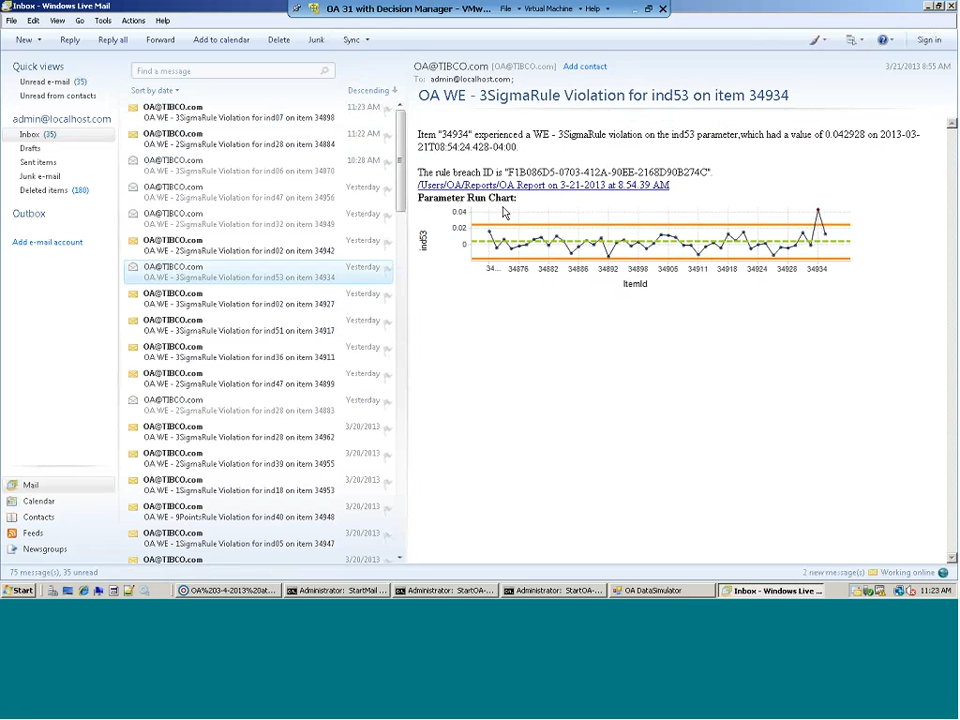 Inbox - Windows Live Mail
OA 31 with Decision Manager - VMw... File Virtual Machine Help
File Edit View Go Tools Actions Help
New Reply Reply all Forward Add to calendar Delete Junk Sync Sign in
Quick views
Unread e-mail (35)
Unread from contacts
admin@localhost.com
Inbox (35)
Drafts
Sent items
Junk e-mail
Deleted items (180)
Outbox
Add e-mail account
Mail
Calendar
Contacts
Feeds
Newsgroups
Find a message
Sort by date Descending
OA@TIBCO.com 11:23 AM
OA WE - 3SigmaRule Violation for ind07 on item 34898
OA@TIBCO.com 11:22 AM
OA WE - 2SigmaRule Violation for ind28 on item 34884
OA@TIBCO.com 10:28 AM
OA WE - 3SigmaRule Violation for ind06 on item 34870
OA@TIBCO.com Yesterday
OA WE - 2SigmaRule Violation for ind47 on item 34956
OA@TIBCO.com Yesterday
OA WE - 2SigmaRule Violation for ind32 on item 34949
OA@TIBCO.com Yesterday
OA WE - 2SigmaRule Violation for ind02 on item 34942
OA@TIBCO.com Yesterday
OA WE - 3SigmaRule Violation for ind53 on item 34934
OA@TIBCO.com Yesterday
OA WE - 3SigmaRule Violation for ind02 on item 34927
OA@TIBCO.com Yesterday
OA WE - 3SigmaRule Violation for ind51 on item 34917
OA@TIBCO.com Yesterday
OA WE - 3SigmaRule Violation for ind36 on item 34911
OA@TIBCO.com Yesterday
OA WE - 2SigmaRule Violation for ind47 on item 34899
OA@TIBCO.com Yesterday
OA WE - 2SigmaRule Violation for ind28 on item 34883
OA@TIBCO.com 3/20/2013
OA WE - 3SigmaRule Violation for ind28 on item 34962
OA@TIBCO.com 3/20/2013
OA WE - 2SigmaRule Violation for ind39 on item 34955
OA@TIBCO.com 3/20/2013
OA WE - 1SigmaRule Violation for ind18 on item 34953
OA@TIBCO.com 3/20/2013
OA WE - 9PointsRule Violation for ind40 on item 34948
OA@TIBCO.com 3/20/2013
OA WE - 1SigmaRule Violation for ind05 on item 34947
OA@TIBCO.com 3/20/2013
OA@TIBCO.com [OA@TIBCO.com] Add contact 3/21/2013 8:55 AM
To: admin@localhost.com;
OA WE - 3SigmaRule Violation for ind53 on item 34934
Item "34934" experienced a WE - 3SigmaRule violation on the ind53 parameter,which had a value of 0.042928 on 2013-03-
21T08:54:24.428-04:00.
The rule breach ID is "F1B086D5-0703-412A-90EE-2168D90B274C".
/Users/OA/Reports/OA Report on 3-21-2013 at 8.54.39 AM
Parameter Run Chart:
0.04
0.02
0
ind53
34... 34876 34882 34886 34892 34898 34905 34911 34918 34924 34928 34934
ItemId
75 message(s), 35 unread 2 new message(s) Working online
Start OA%203-4-2013%20at... Administrator: StartMail ... Administrator: StartOA-... Administrator: StartOA-... OA DataSimulator Inbox - Windows Live ... 11:23 AM